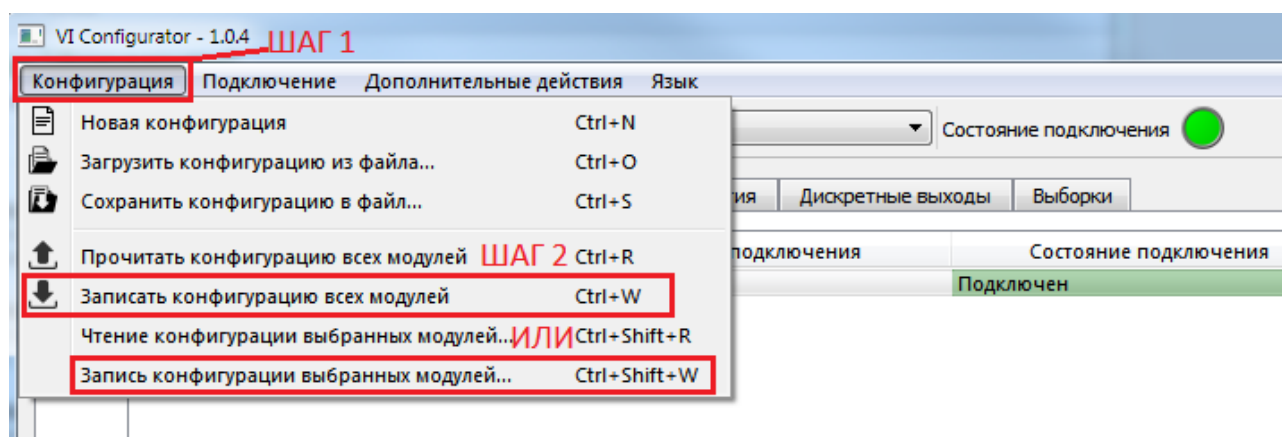 VI Configurator - 1.0.4 ШАГ 1
Конфигурация Подключение Дополнительные действия Язык
Новая конфигурация Ctrl+N
Состояние подключения
Загрузить конфигурацию из файла... Ctrl+O
Сохранить конфигурацию в файл... Ctrl+S
ия Дискретные выходы Выборки
Прочитать конфигурацию всех модулей ШАГ 2 Ctrl+R
подключения Состояние подключения
Записать конфигурацию всех модулей Ctrl+W
Подключен
Чтение конфигурации выбранных модулей... ИЛИ Ctrl+Shift+R
Запись конфигурации выбранных модулей... Ctrl+Shift+W